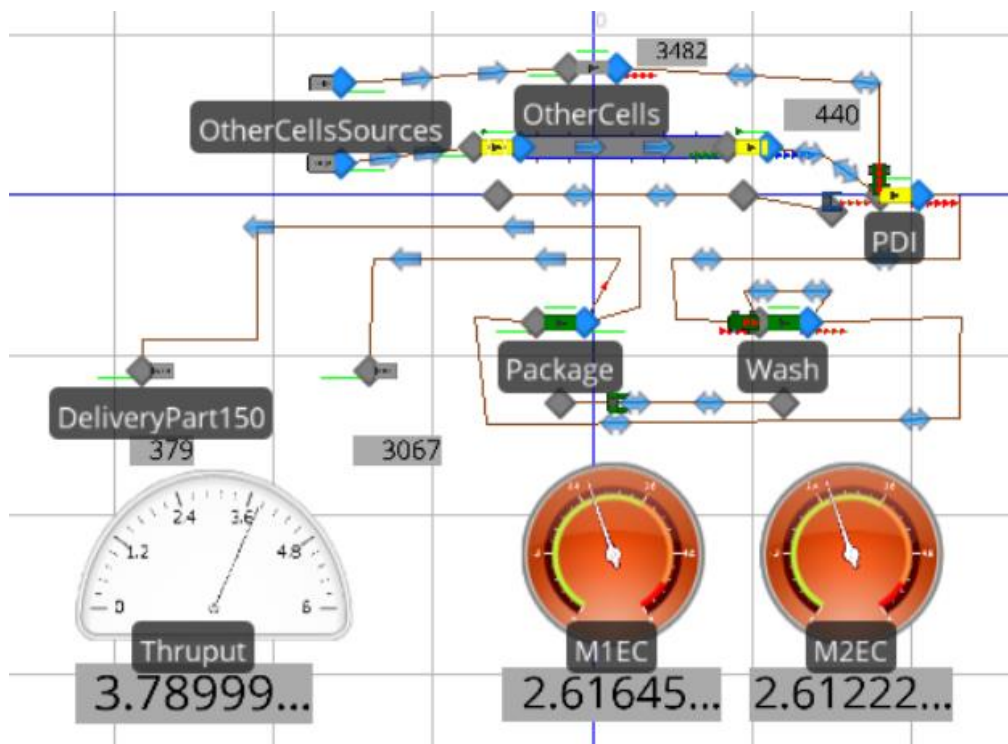 0
3482
OtherCells
OtherCellsSources
440
PDI
Package
Wash
DeliveryPart150
379
3067
0
1.2
2.4
3.6
4.8
6
Thruput
3.78999...
M1EC
2.61645...
M2EC
2.61222...